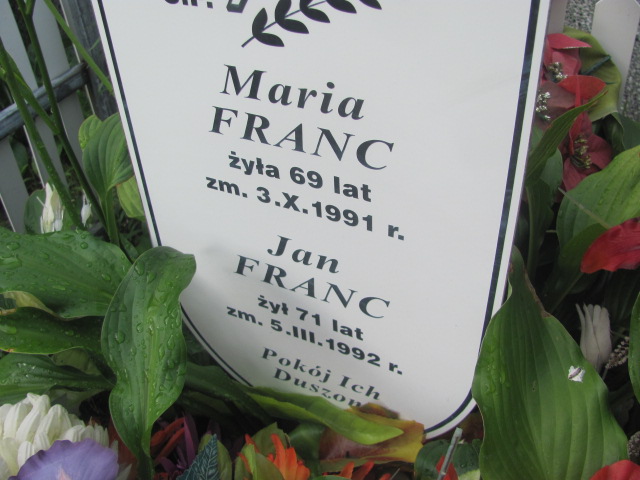 Maria
FRANC
żyła 69 lat
zm. 3.X.1991 r.
Jan
FRANC
żył 71 lat
zm. 5.III.1992 r.
Pokój Ich
Duszom